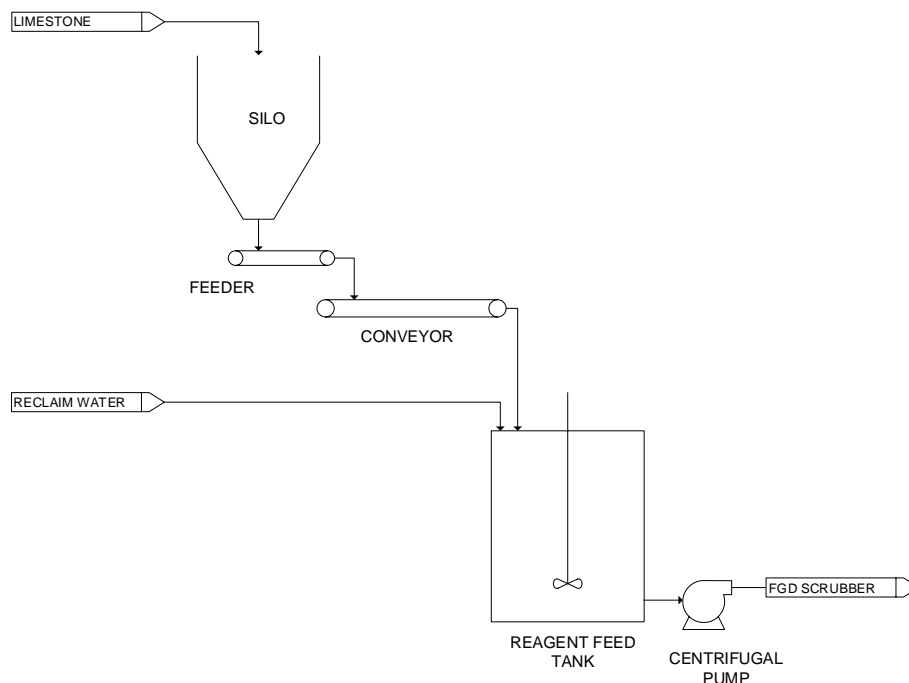 LIMESTONE
SILO
FEEDER
CONVEYOR
RECLAIM WATER
FGD SCRUBBER
REAGENT FEED
TANK
CENTRIFUGAL
PUMP